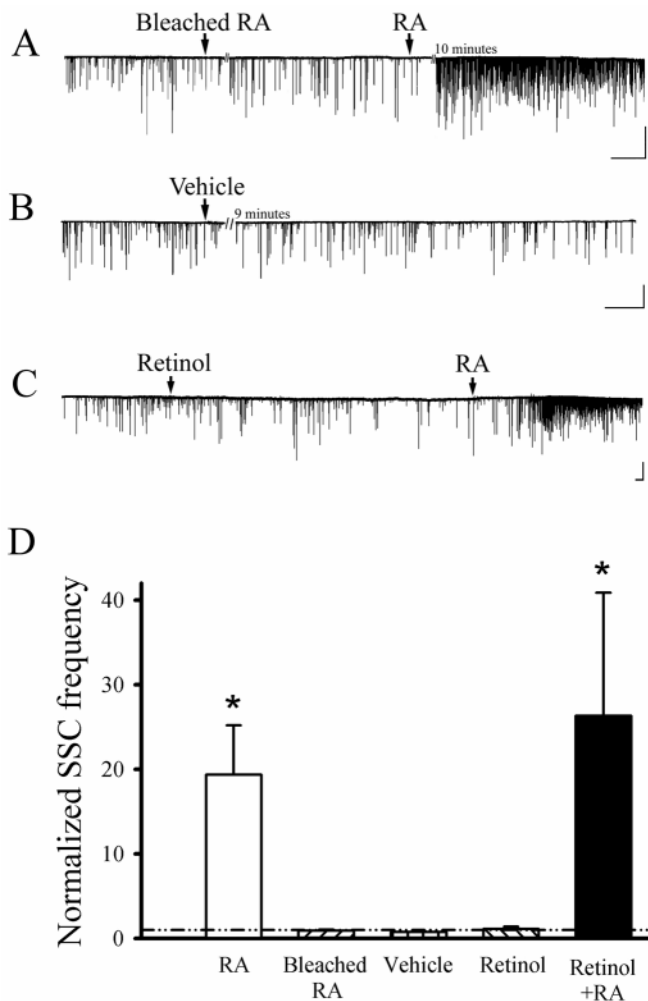 A
Bleached RA
RA
10 minutes
B
Vehicle
9 minutes
C
Retinol
RA
D
Normalized SSC frequency
40
30
20
10
0
*
*
RA
Bleached
RA
Vehicle
Retinol
Retinol
+RA